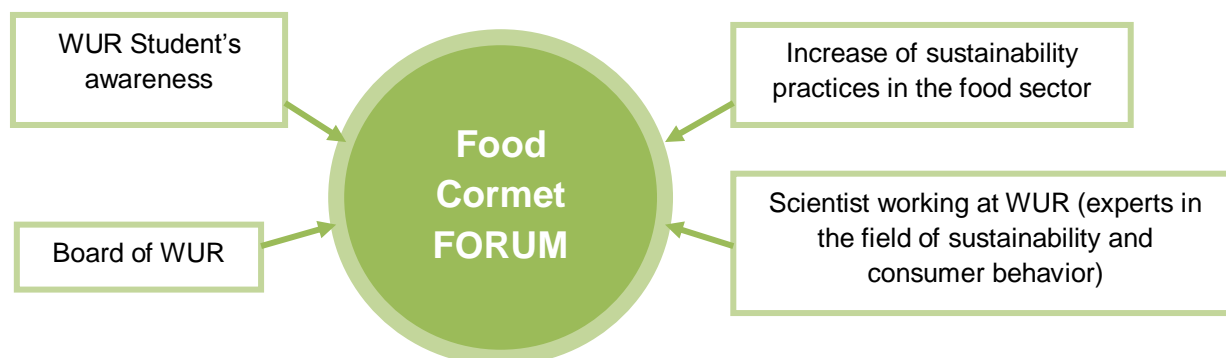 WUR Student’s
awareness
Board of WUR
Food
Cormet
FORUM
Increase of sustainability
practices in the food sector
Scientist working at WUR (experts in
the field of sustainability and
consumer behavior)